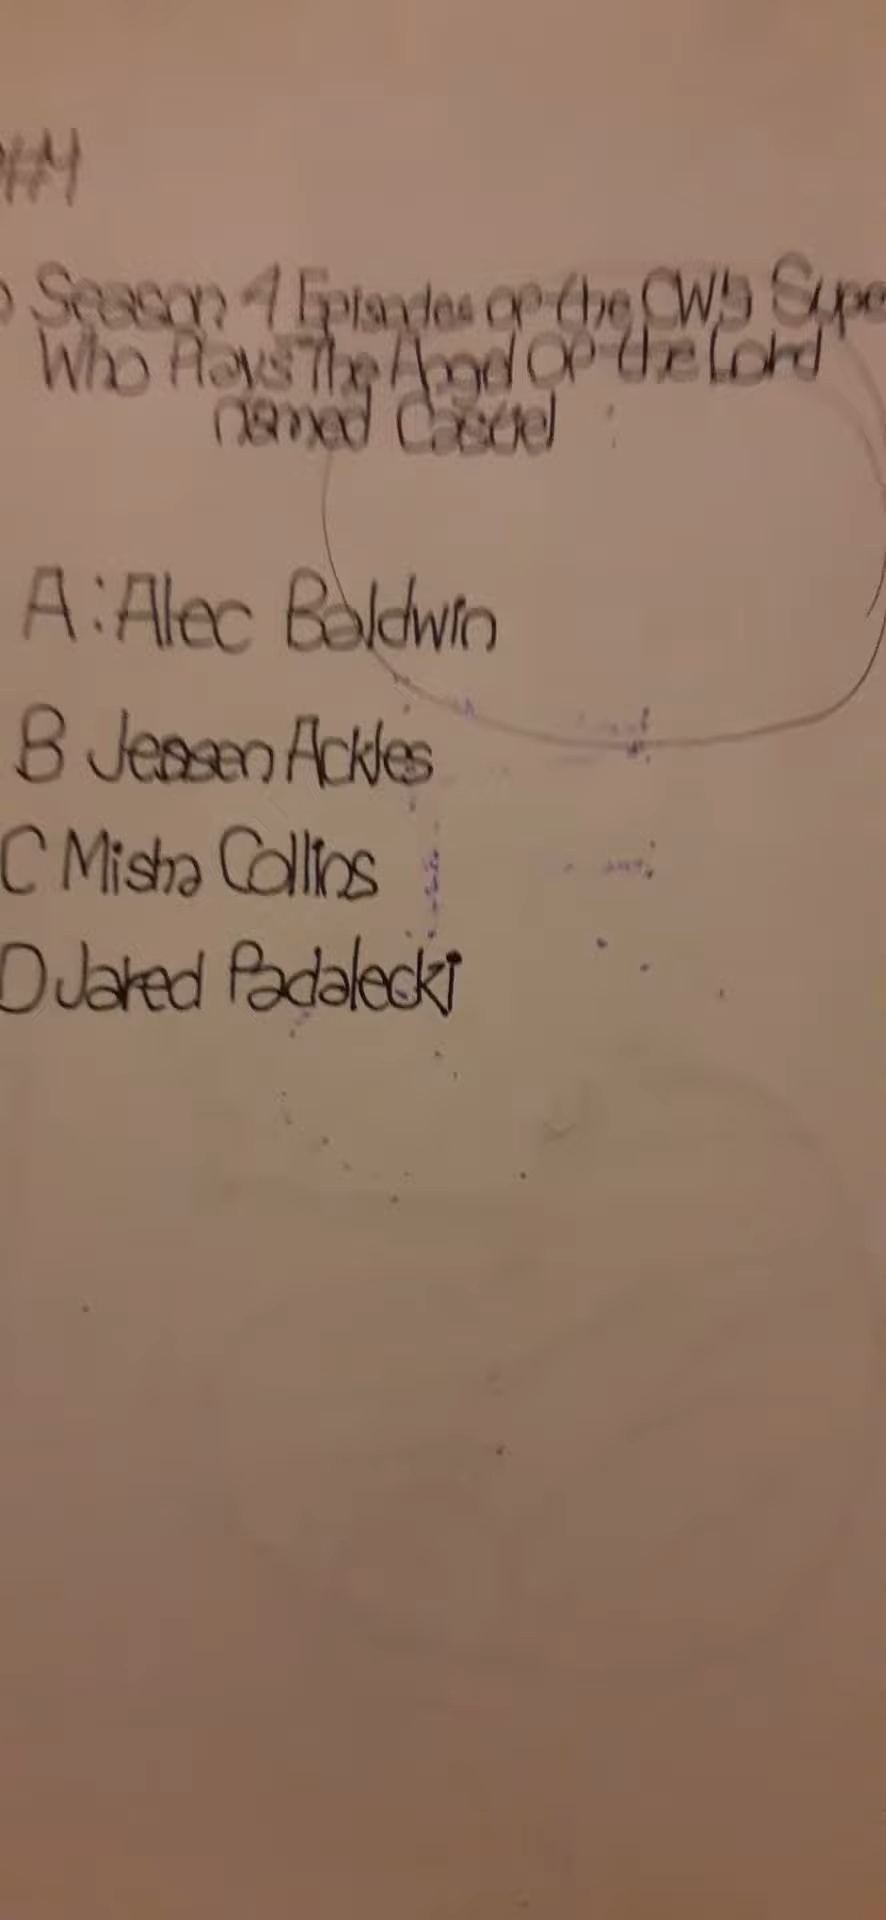 #4
Season 4 Episodes of the CW's Supe
Who Plays The Angel Of the Lord
named Castiel
A: Alec Baldwin
B Jensen Ackles
C Misha Collins
D Jared Padalecki